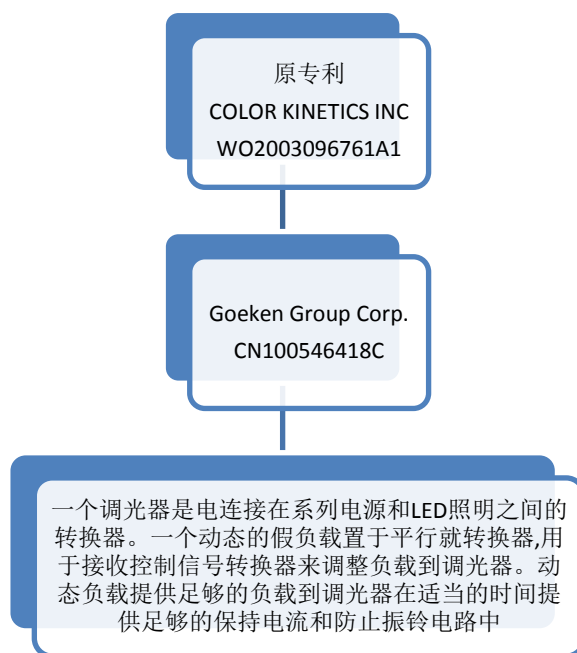 原专利
COLOR KINETICS INC
WO2003096761A1
Goeken Group Corp.
CN100546418C
一个调光器是电连接在系列电源和LED照明之间的
转换器。一个动态的假负载置于平行就转换器,用
于接收控制信号转换器来调整负载到调光器。动
态负载提供足够的负载到调光器在适当的时间提
供足够的保持电流和防止振铃电路中